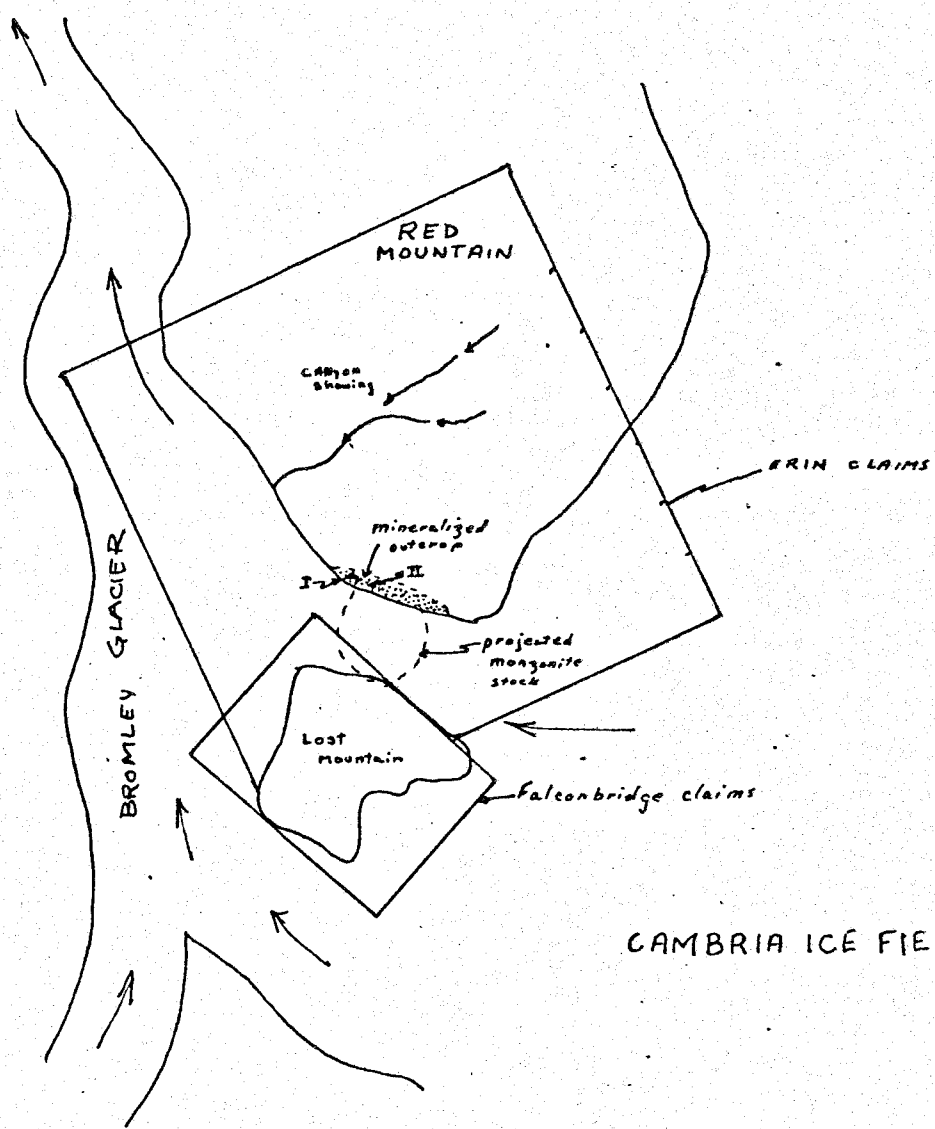 RED
MOUNTAIN
CANYON
showing
ERIN CLAIMS
mineralized
outcrop
I
II
projected
monzonite
stock
BROMLEY GLACIER
Lost
mountain
Falconbridge claims
CAMBRIA ICE FIE